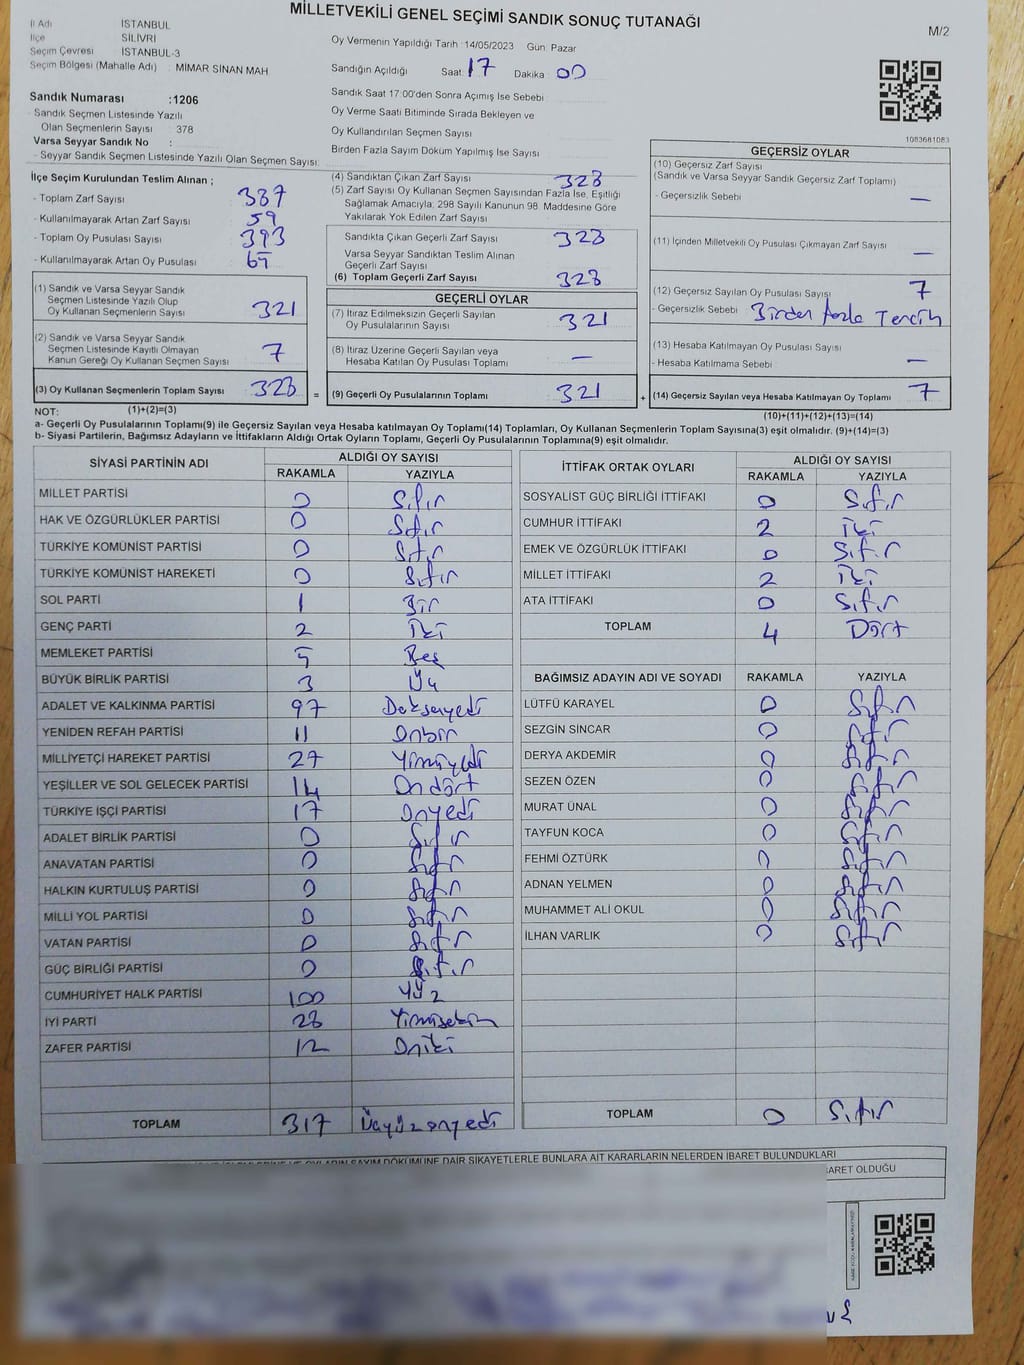 MİLLETVEKİLİ GENEL SEÇİMİ SANDIK SONUÇ TUTANAĞI
M/2
İl Adı İSTANBUL
İlçe SİLİVRİ
Seçim Çevresi İSTANBUL-3
Seçim Bölgesi (Mahalle Adı) : MİMAR SİNAN MAH
Sandık Numarası :1206
Sandık Seçmen Listesinde Yazılı
Olan Seçmenlerin Sayısı : 378
Varsa Seyyar Sandık No :
- Seyyar Sandık Seçmen Listesinde Yazılı Olan Seçmen Sayısı:
Oy Vermenin Yapıldığı Tarih :14/05/2023 Gün: Pazar
Sandığın Açıldığı Saat: 17 Dakika: 00
Sandık Saat 17:00'den Sonra Açımış İse Sebebi
Oy Verme Saati Bitiminde Sırada Bekleyen ve
Oy Kullandırılan Seçmen Sayısı
Birden Fazla Sayım Döküm Yapılmış İse Sayısı
1083681083
İlçe Seçim Kurulundan Teslim Alınan ;
- Toplam Zarf Sayısı 387
- Kullanılmayarak Artan Zarf Sayısı 59
- Toplam Oy Pusulası Sayısı 393
- Kullanılmayarak Artan Oy Pusulası 65
(1) Sandık ve Varsa Seyyar Sandık
Seçmen Listesinde Yazılı Olup
Oy Kullanan Seçmenlerin Sayısı 321
(2) Sandık ve Varsa Seyyar Sandık
Seçmen Listesinde Kayıtlı Olmayan
Kanun Gereği Oy Kullanan Seçmen Sayısı 7
(3) Oy Kullanan Seçmenlerin Toplam Sayısı 328 =
(4) Sandıktan Çıkan Zarf Sayısı 328
(5) Zarf Sayısı Oy Kullanan Seçmen Sayısından Fazla İse, Eşitliği
Sağlamak Amacıyla, 298 Sayılı Kanunun 98. Maddesine Göre
Yakılarak Yok Edilen Zarf Sayısı
Sandıkta Çıkan Geçerli Zarf Sayısı 328
Varsa Seyyar Sandıktan Teslim Alınan
Geçerli Zarf Sayısı
(6) Toplam Geçerli Zarf Sayısı 328
GEÇERLİ OYLAR
(7) İtiraz Edilmeksizin Geçerli Sayılan
Oy Pusulalarının Sayısı 321
(8) İtiraz Üzerine Geçerli Sayılan veya
Hesaba Katılan Oy Pusulası Toplamı —
(9) Geçerli Oy Pusulalarının Toplamı 321 +
GEÇERSİZ OYLAR
(10) Geçersiz Zarf Sayısı
(Sandık ve Varsa Seyyar Sandık Geçersiz Zarf Toplamı)
- Geçersizlik Sebebi —
(11) İçinden Milletvekili Oy Pusulası Çıkmayan Zarf Sayısı —
(12) Geçersiz Sayılan Oy Pusulası Sayısı 7
- Geçersizlik Sebebi Birden fazla Tercih
(13) Hesaba Katılmayan Oy Pusulası Sayısı
- Hesaba Katılmama Sebebi —
(14) Geçersiz Sayılan veya Hesaba Katılmayan Oy Toplamı 7
NOT: (1)+(2)=(3)
(10)+(11)+(12)+(13)=(14)
a- Geçerli Oy Pusulalarının Toplamı(9) ile Geçersiz Sayılan veya Hesaba katılmayan Oy Toplamı(14) Toplamları, Oy Kullanan Seçmenlerin Toplam Sayısına(3) eşit olmalıdır. (9)+(14)=(3)
b- Siyasi Partilerin, Bağımsız Adayların ve İttifakların Aldığı Ortak Oyların Toplamı, Geçerli Oy Pusulalarının Toplamına(9) eşit olmalıdır.
SİYASİ PARTİNİN ADI ALDIĞI OY SAYISI
RAKAMLA YAZIYLA
MİLLET PARTİSİ 0 Sıfır
HAK VE ÖZGÜRLÜKLER PARTİSİ 0 Sıfır
TÜRKİYE KOMÜNİST PARTİSİ 0 Sıfır
TÜRKİYE KOMÜNİST HAREKETİ 0 Sıfır
SOL PARTİ 1 Bir
GENÇ PARTİ 2 İki
MEMLEKET PARTİSİ 5 Beş
BÜYÜK BİRLİK PARTİSİ 3 Üç
ADALET VE KALKINMA PARTİSİ 97 Doksanyedi
YENİDEN REFAH PARTİSİ 11 Onbir
MİLLİYETÇİ HAREKET PARTİSİ 27 Yirmiyedi
YEŞİLLER VE SOL GELECEK PARTİSİ 14 Ondört
TÜRKİYE İŞÇİ PARTİSİ 17 Onyedi
ADALET BİRLİK PARTİSİ 0 Sıfır
ANAVATAN PARTİSİ 0 Sıfır
HALKIN KURTULUŞ PARTİSİ 0 Sıfır
MİLLİ YOL PARTİSİ 0 Sıfır
VATAN PARTİSİ 0 Sıfır
GÜÇ BİRLİĞİ PARTİSİ 0 Sıfır
CUMHURİYET HALK PARTİSİ 100 Yüz
İYİ PARTİ 28 Yirmisekiz
ZAFER PARTİSİ 12 Oniki
TOPLAM 317 Üçyüzonyedi
İTTİFAK ORTAK OYLARI ALDIĞI OY SAYISI
RAKAMLA YAZIYLA
SOSYALİST GÜÇ BİRLİĞİ İTTİFAKI 0 Sıfır
CUMHUR İTTİFAKI 2 İki
EMEK VE ÖZGÜRLÜK İTTİFAKI 0 Sıfır
MİLLET İTTİFAKI 2 İki
ATA İTTİFAKI 0 Sıfır
TOPLAM 4 Dört
BAĞIMSIZ ADAYIN ADI VE SOYADI RAKAMLA YAZIYLA
LÜTFÜ KARAYEL 0 Sıfır
SEZGİN SİNCAR 0 Sıfır
DERYA AKDEMİR 0 Sıfır
SEZEN ÖZEN 0 Sıfır
MURAT ÜNAL 0 Sıfır
TAYFUN KOCA 0 Sıfır
FEHMİ ÖZTÜRK 0 Sıfır
ADNAN YELMEN 0 Sıfır
MUHAMMET ALİ OKUL 0 Sıfır
İLHAN VARLIK 0 Sıfır
TOPLAM 0 Sıfır
OYLARIN SAYIM DÖKÜMÜNE DAİR ŞİKAYETLERLE BUNLARA AİT KARARLARIN NELERDEN İBARET BULUNDUKLARI
İBARET OLDUĞU